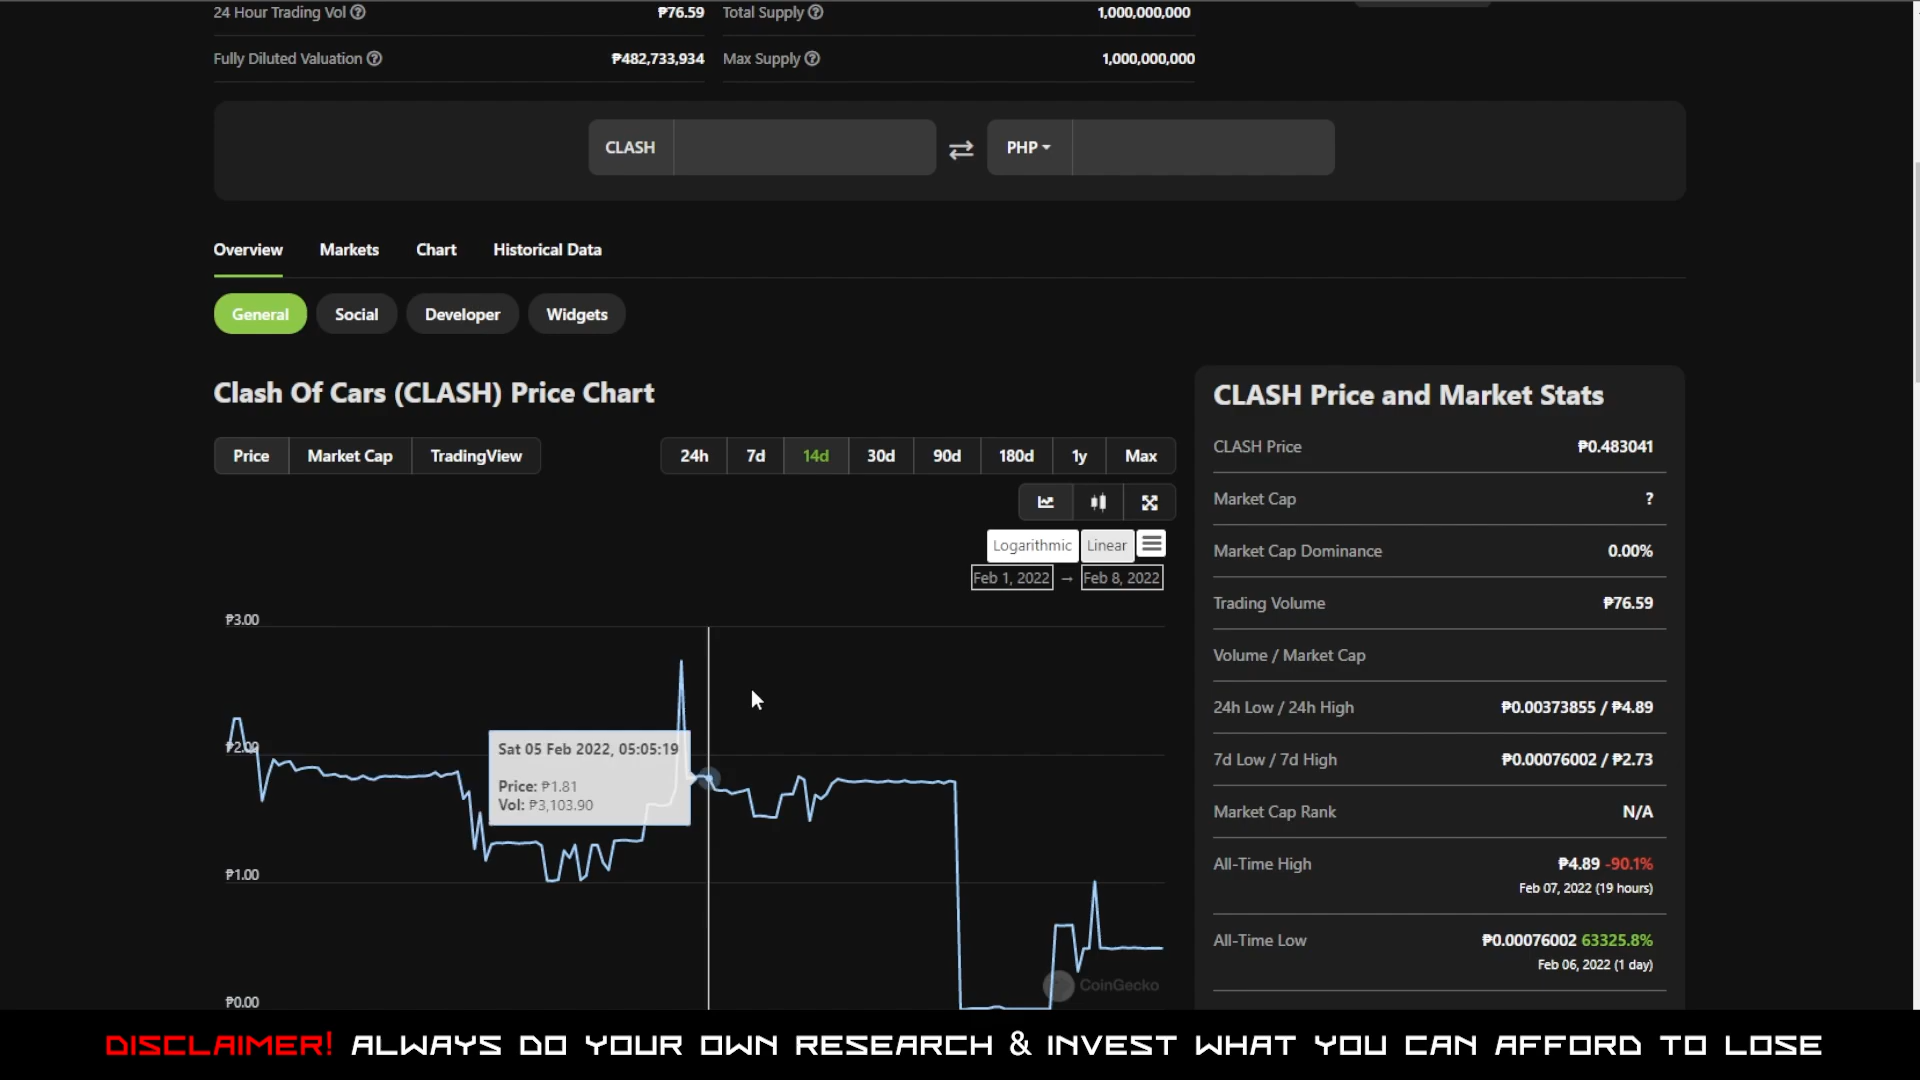 24 Hour Trading Vol ₱76.59 Total Supply 1,000,000,000
Fully Diluted Valuation ₱482,733,934 Max Supply 1,000,000,000
CLASH PHP
Overview Markets Chart Historical Data
General Social Developer Widgets
Clash Of Cars (CLASH) Price Chart
Price Market Cap TradingView 24h 7d 14d 30d 90d 180d 1y Max
Logarithmic Linear
Feb 1, 2022 → Feb 8, 2022
₱3.00
₱2.00
₱1.00
₱0.00
Sat 05 Feb 2022, 05:05:19
Price: ₱1.81
Vol: ₱3,103.90
CoinGecko
CLASH Price and Market Stats
CLASH Price ₱0.483041
Market Cap ?
Market Cap Dominance 0.00%
Trading Volume ₱76.59
Volume / Market Cap
24h Low / 24h High ₱0.00373855 / ₱4.89
7d Low / 7d High ₱0.00076002 / ₱2.73
Market Cap Rank N/A
All-Time High ₱4.89 -90.1%
Feb 07, 2022 (19 hours)
All-Time Low ₱0.00076002 63325.8%
Feb 06, 2022 (1 day)
DISCLAIMER! ALWAYS DO YOUR OWN RESEARCH & INVEST WHAT YOU CAN AFFORD TO LOSE